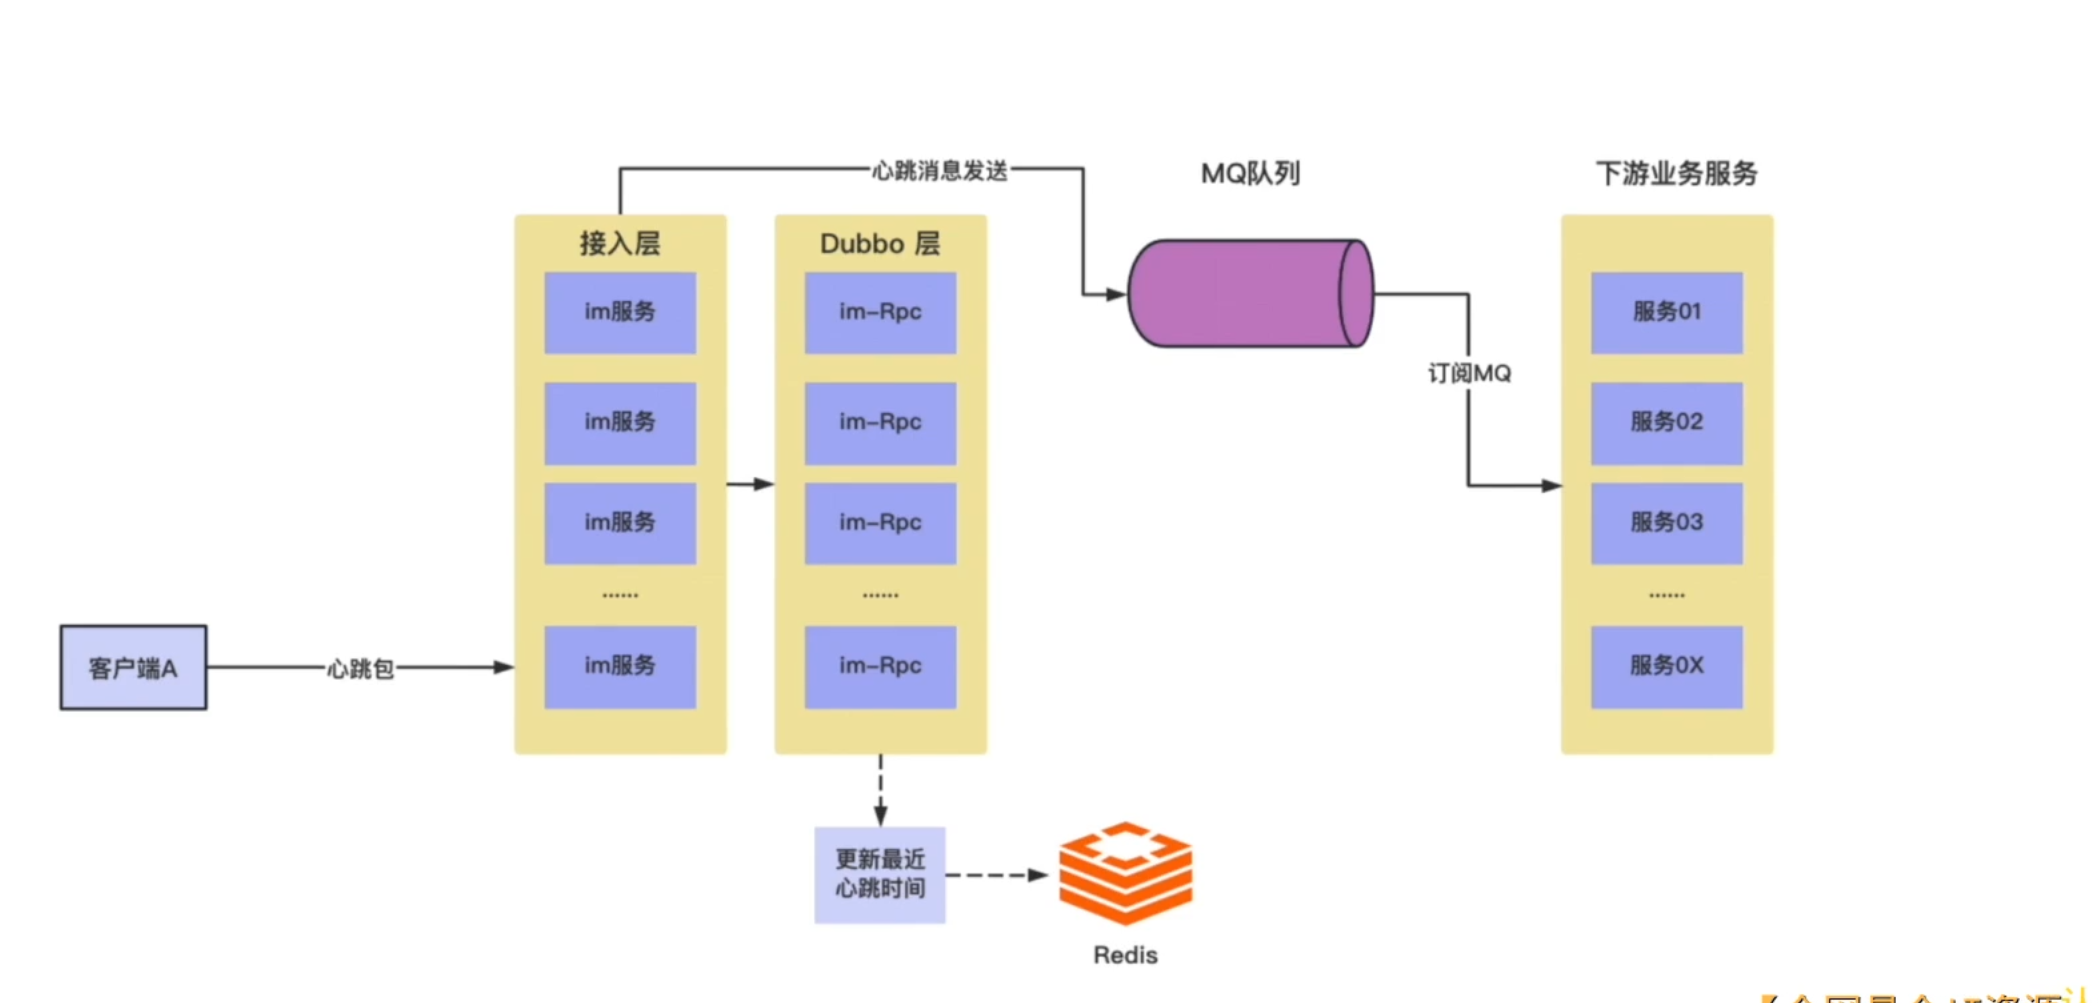 心跳消息发送
MQ队列
下游业务服务
接入层
im服务
im服务
im服务
······
im服务
Dubbo 层
im-Rpc
im-Rpc
im-Rpc
······
im-Rpc
服务01
服务02
服务03
······
服务0X
订阅MQ
客户端A
心跳包
更新最近
心跳时间
Redis